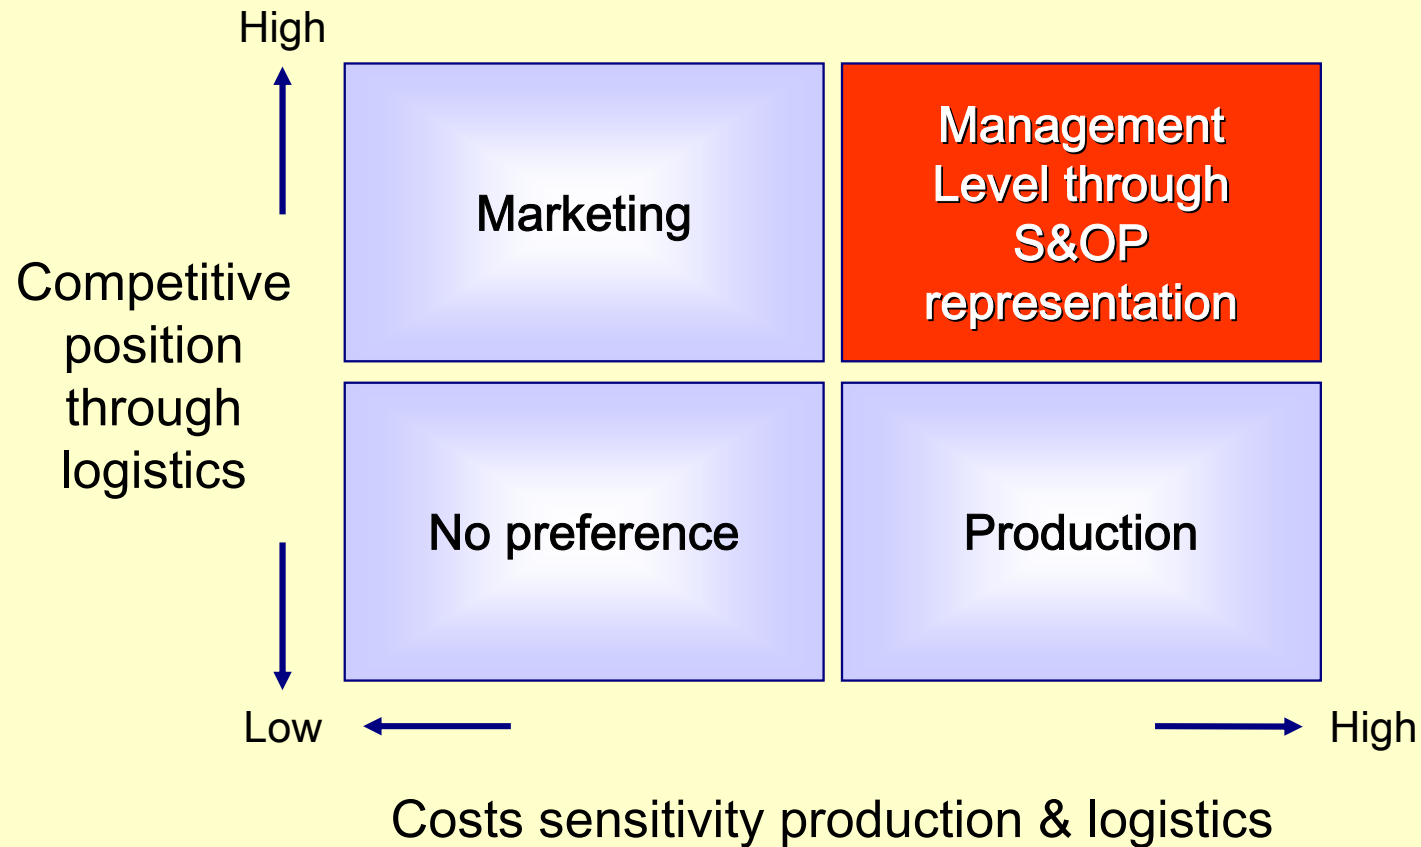 High
Marketing
Management
Level through
S&OP
representation
Competitive
position
through
logistics
No preference
Production
Low
High
Costs sensitivity production & logistics